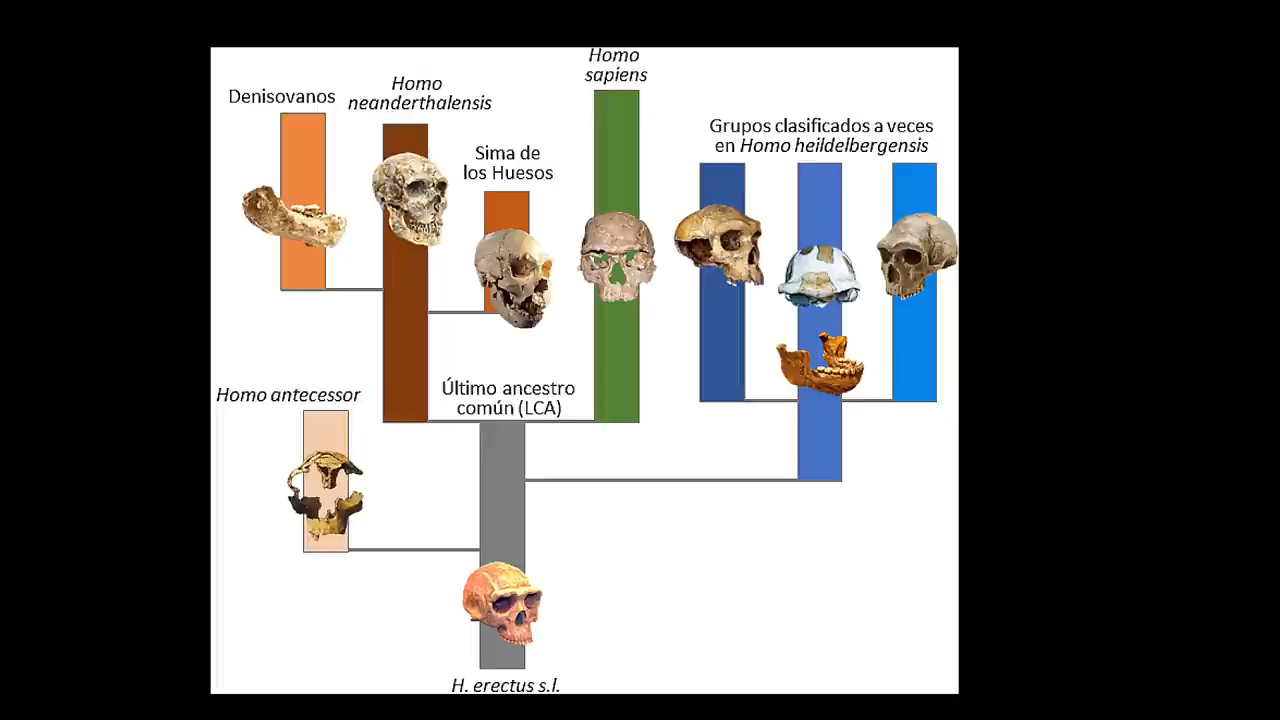 Homo
sapiens
Denisovanos
Homo
neanderthalensis
Sima de
los Huesos
Grupos clasificados a veces
en Homo heildelbergensis
Homo antecessor
Último ancestro
común (LCA)
H. erectus s.l.